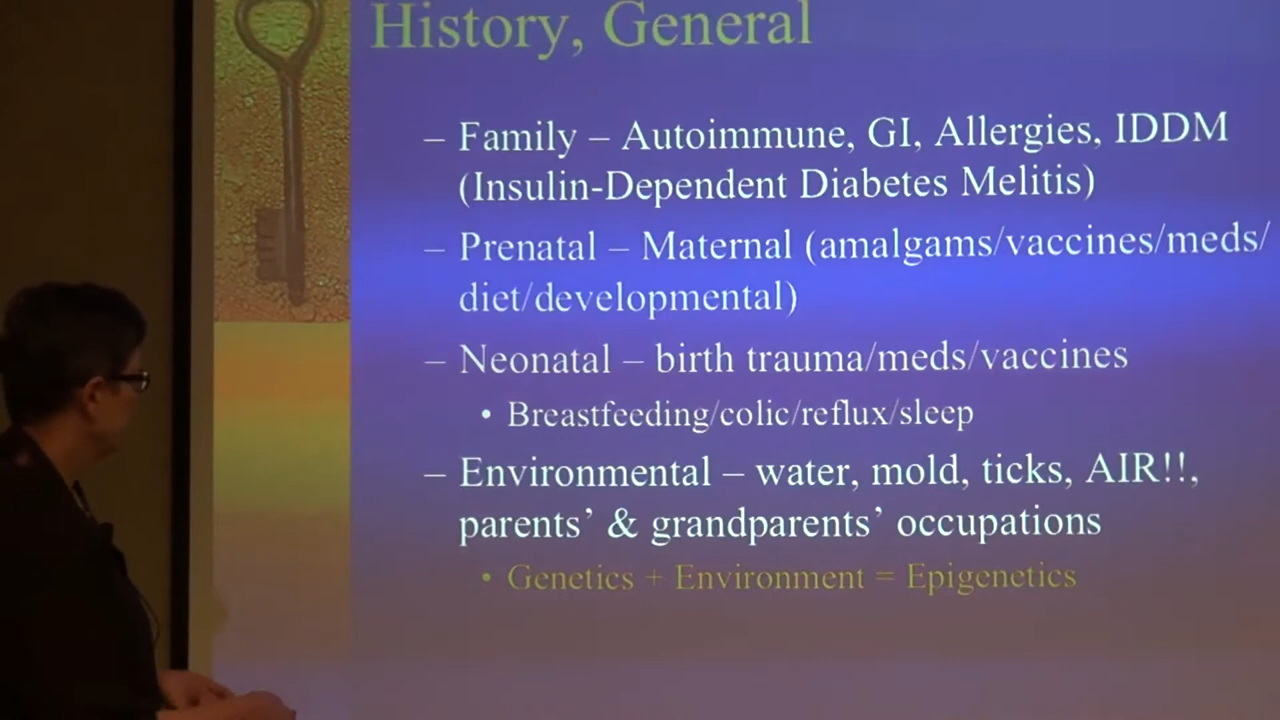 History, General
– Family – Autoimmune, GI, Allergies, IDDM
(Insulin-Dependent Diabetes Melitis)
– Prenatal – Maternal (amalgams/vaccines/meds/
diet/developmental)
– Neonatal – birth trauma/meds/vaccines
• Breastfeeding/colic/reflux/sleep
– Environmental – water, mold, ticks, AIR!!,
parents’ & grandparents’ occupations
• Genetics + Environment = Epigenetics